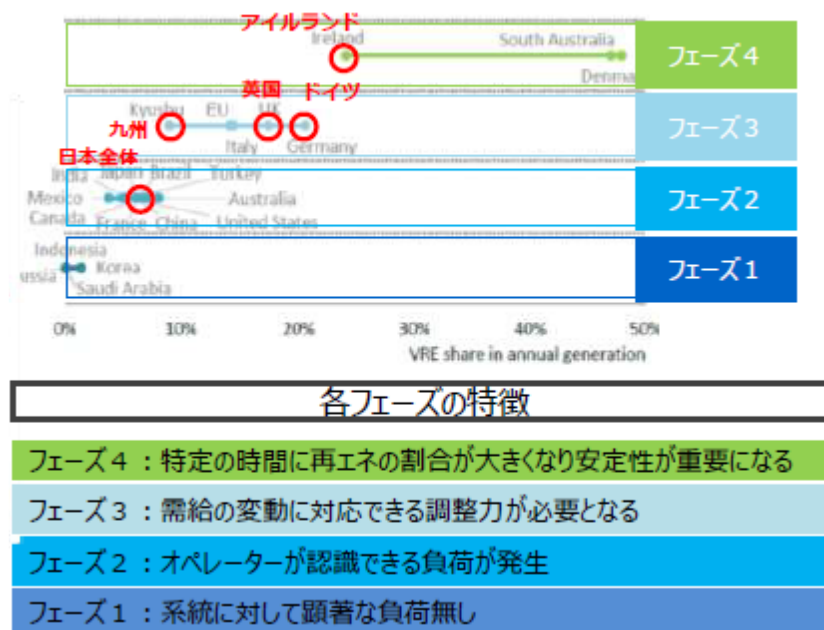 アイルランド
Ireland
South Australia
フェーズ4
英国
ドイツ
Kyushu
EU
UK
九州
フェーズ3
Italy
Germany
日本全体
India
Japan
Brazil
Turkey
Mexico
Australia
フェーズ2
Canada
France
China
United States
Indonesia
Korea
フェーズ1
Saudi Arabia
0%
10%
20%
30%
40%
50%
VRE share in annual generation
各フェーズの特徴
フェーズ4：特定の時間に再エネの割合が大きくなり安定性が重要になる
フェーズ3：需給の変動に対応できる調整力が必要となる
フェーズ2：オペレーターが認識できる負荷が発生
フェーズ1：系統に対して顕著な負荷無し